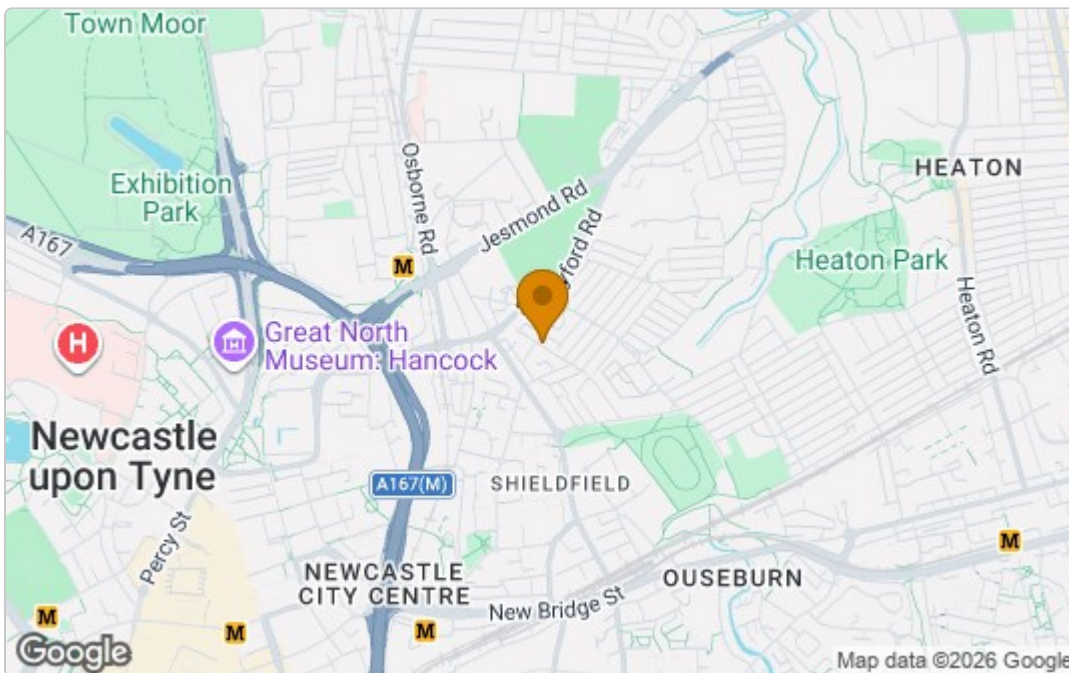 Town Moor
Osborne Rd
Exhibition
Park
A167
Jesmond Rd
HEATON
Heaton Park
Heaton Rd
M
H
Great North
Museum: Hancock
Newcastle
upon Tyne
A167(M)
SHIELDFIELD
Percy St
NEWCASTLE
CITY CENTRE
OUSEBURN
M
New Bridge St
M
M
M
Google
Map data ©2026 Google